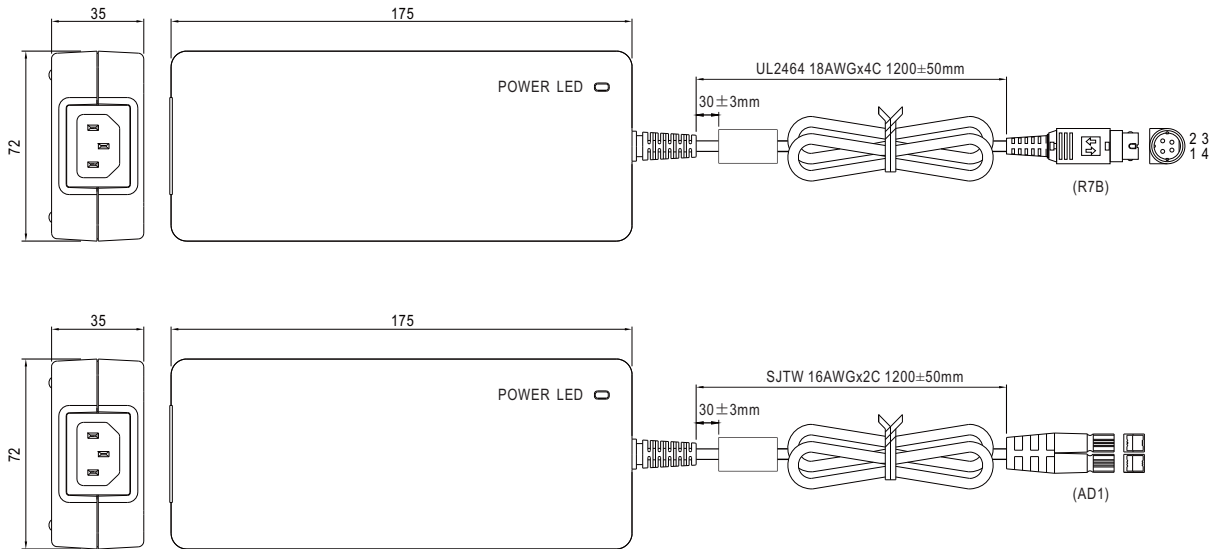 35
175
72
POWER LED
UL2464 18AWGx4C 1200±50mm
30±3mm
2 3
1 4
(R7B)
35
175
72
POWER LED
SJTW 16AWGx2C 1200±50mm
30±3mm
(AD1)